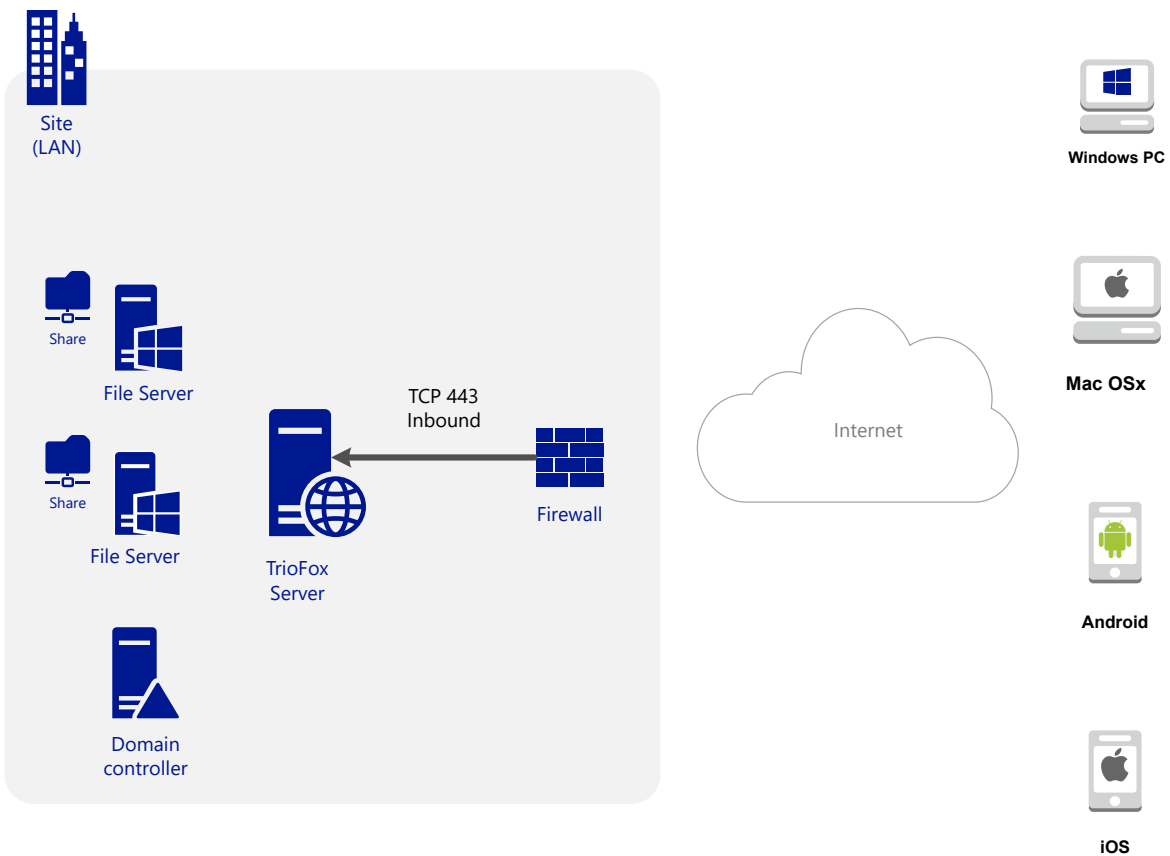 Site
(LAN)
Windows PC
Share
File Server
Mac OSx
TCP 443
Inbound
Internet
Share
File Server
Firewall
TrioFox
Server
Android
Domain
controller
iOS